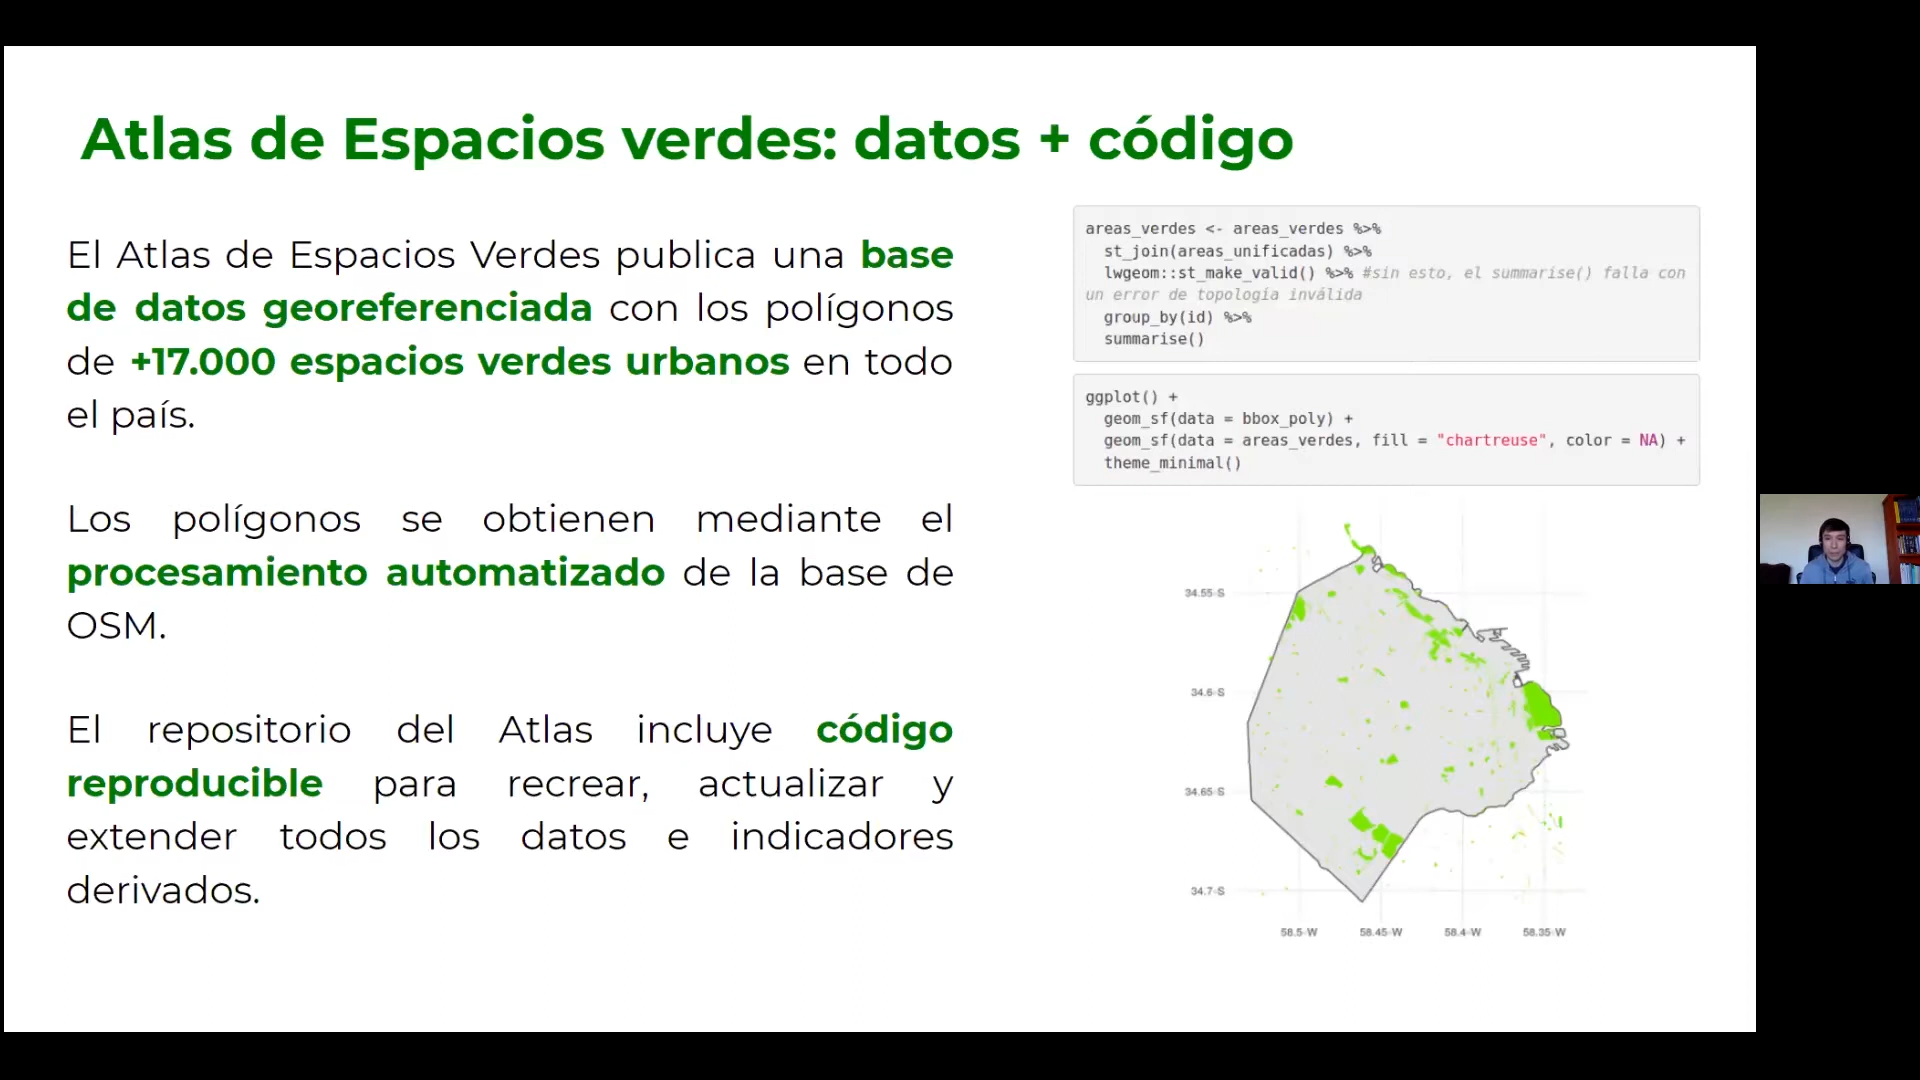 Atlas de Espacios verdes: datos + código
El Atlas de Espacios Verdes publica una base
de datos georeferenciada con los polígonos
de +17.000 espacios verdes urbanos en todo
el país.
Los polígonos se obtienen mediante el
procesamiento automatizado de la base de
OSM.
El repositorio del Atlas incluye código
reproducible para recrear, actualizar y
extender todos los datos e indicadores
derivados.
areas_verdes <- areas_verdes %>%
st_join(areas_unificadas) %>%
lwgeom::st_make_valid() %>% #sin esto, el summarise() falla con
un error de topología inválida
group_by(id) %>%
summarise()
ggplot() +
geom_sf(data = bbox_poly) +
geom_sf(data = areas_verdes, fill = "chartreuse", color = NA) +
theme_minimal()
34.55◦S
34.6◦S
34.65◦S
34.7◦S
58.5◦W 58.45◦W 58.4◦W 58.35◦W